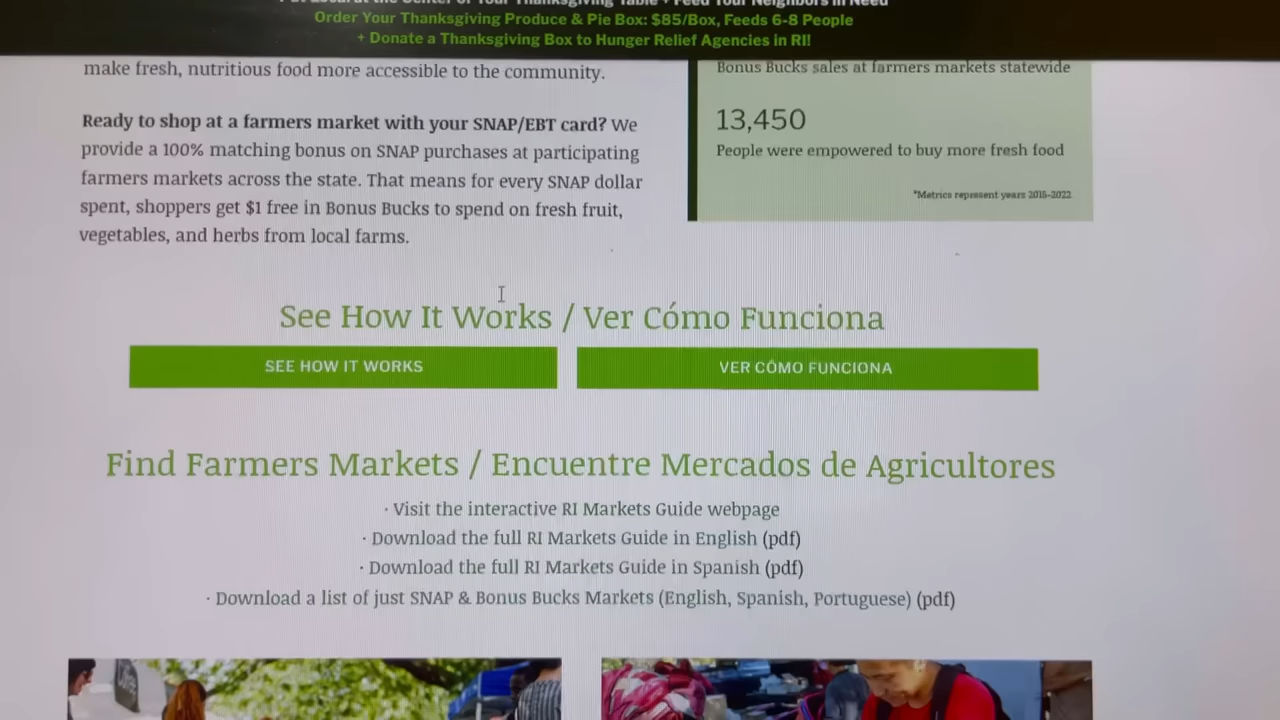 Order Your Thanksgiving Produce & Pie Box: $85/Box, Feeds 6-8 People
+ Donate a Thanksgiving Box to Hunger Relief Agencies in RI!
make fresh, nutritious food more accessible to the community.
Ready to shop at a farmers market with your SNAP/EBT card? We
provide a 100% matching bonus on SNAP purchases at participating
farmers markets across the state. That means for every SNAP dollar
spent, shoppers get $1 free in Bonus Bucks to spend on fresh fruit,
vegetables, and herbs from local farms.
Bonus Bucks sales at farmers markets statewide
13,450
People were empowered to buy more fresh food
*Metrics represent years 2015-2022
See How It Works / Ver Cómo Funciona
SEE HOW IT WORKS
VER CÓMO FUNCIONA
Find Farmers Markets / Encuentre Mercados de Agricultores
· Visit the interactive RI Markets Guide webpage
· Download the full RI Markets Guide in English (pdf)
· Download the full RI Markets Guide in Spanish (pdf)
· Download a list of just SNAP & Bonus Bucks Markets (English, Spanish, Portuguese) (pdf)